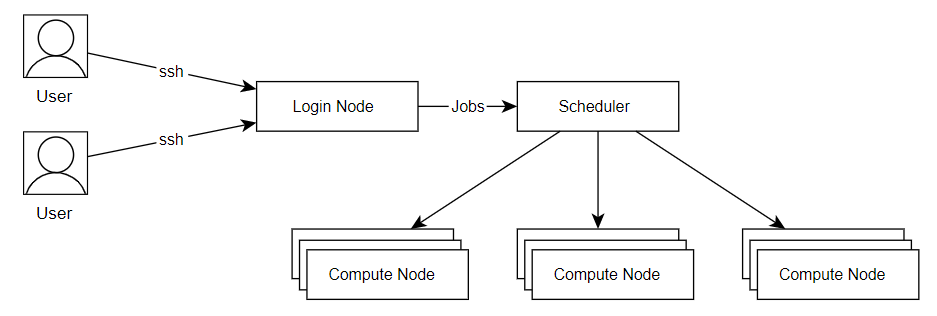 ssh
User
Login Node
Jobs
Scheduler
ssh
User
Compute Node
Compute Node
Compute Node